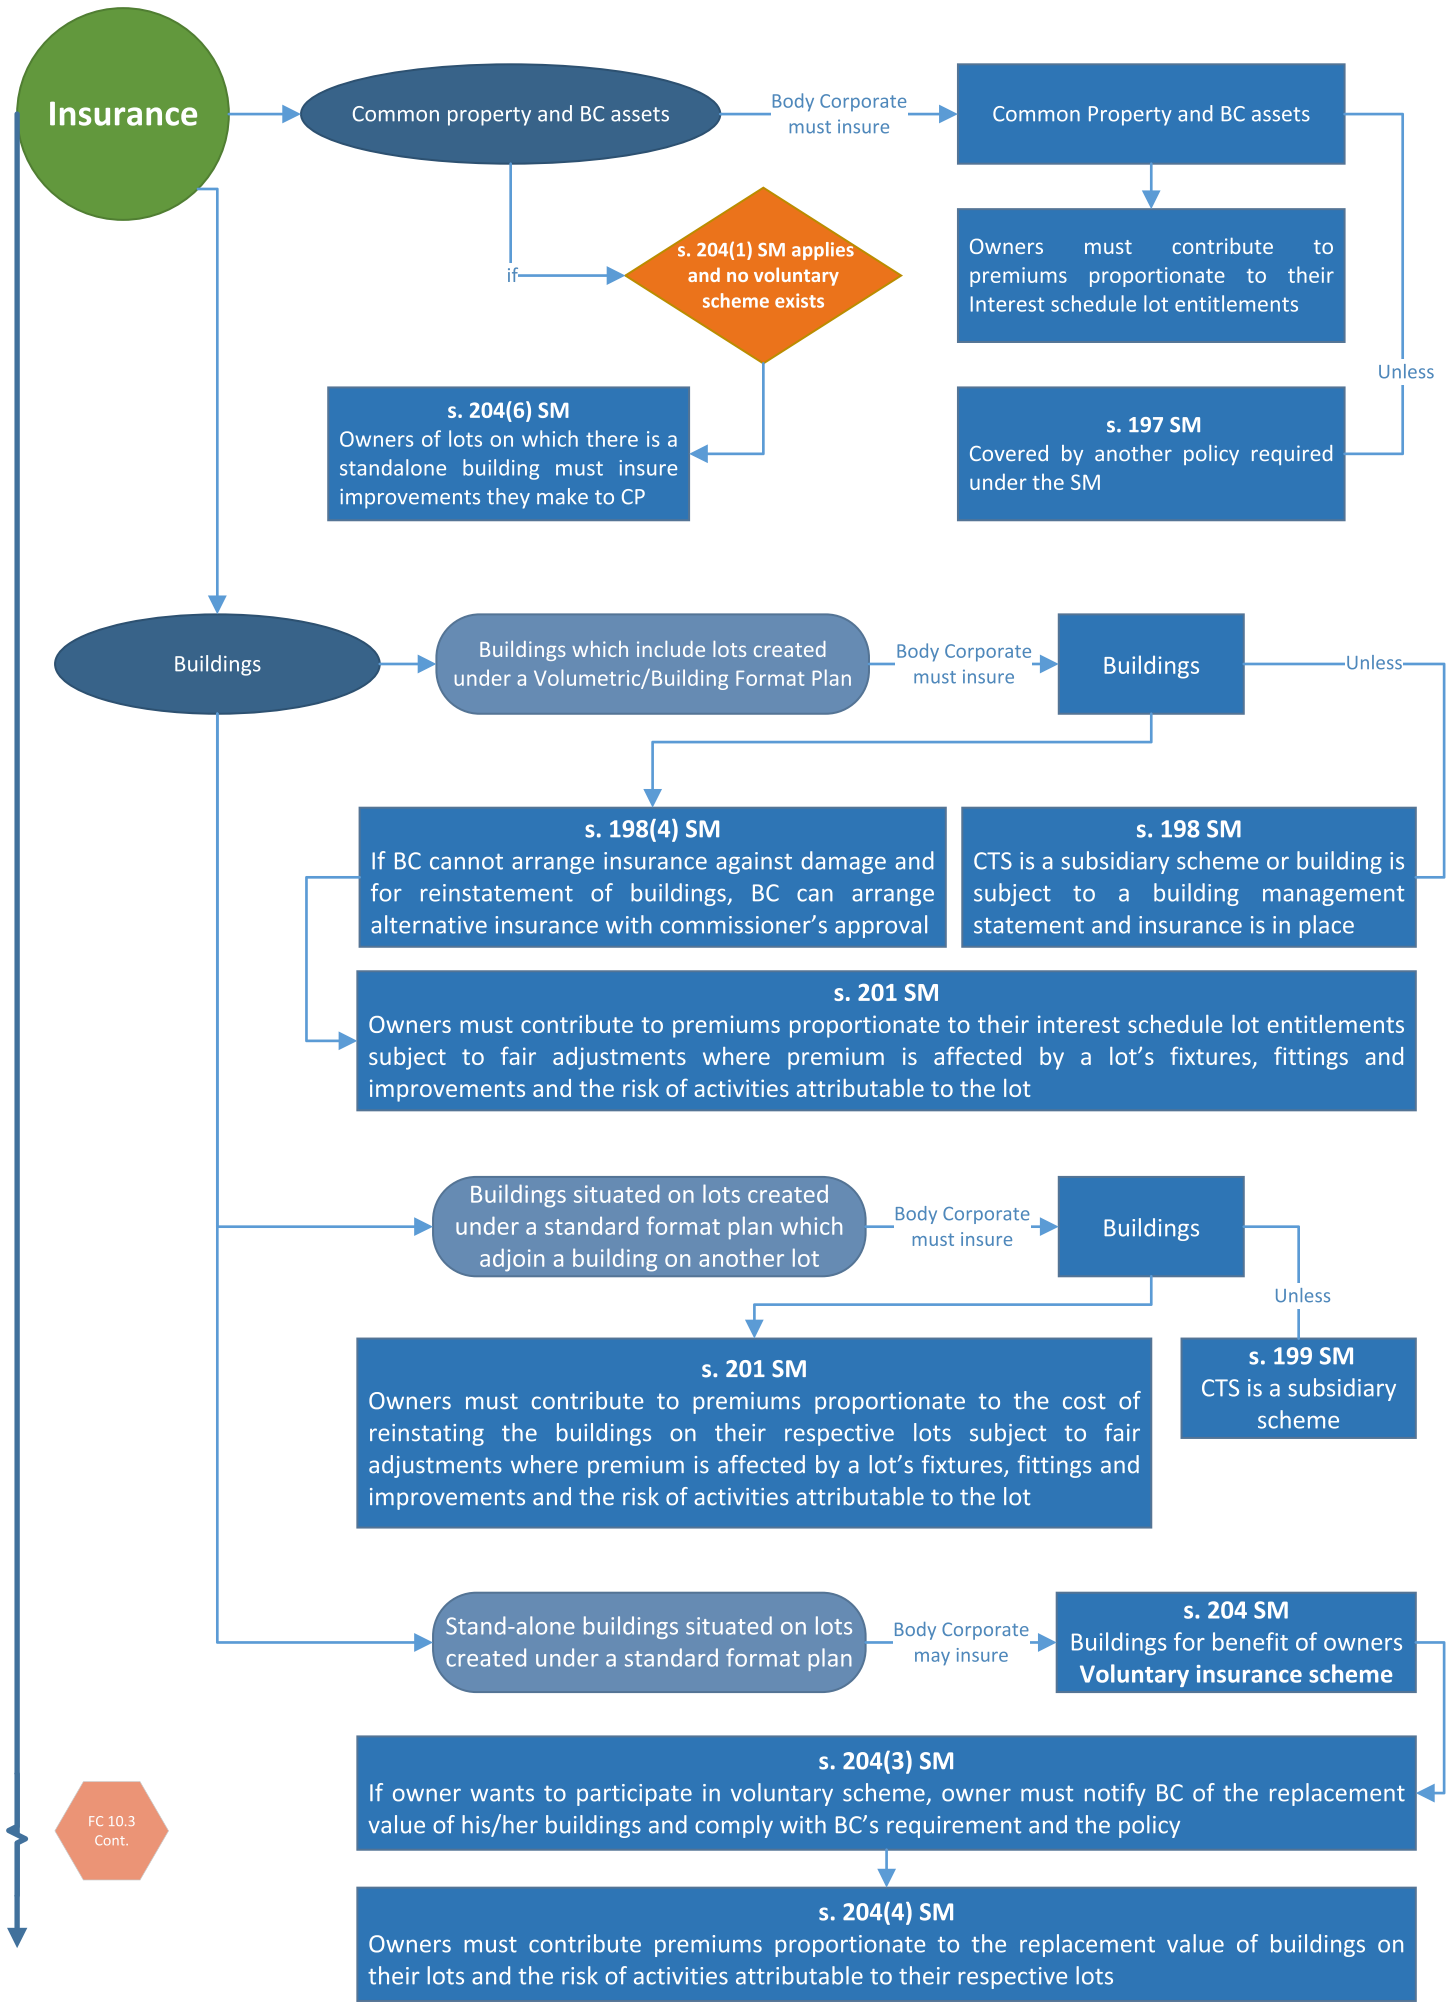 Insurance
Common property and BC assets
Body Corporate
must insure
Common Property and BC assets
Owners must contribute to
premiums proportionate to their
Interest schedule lot entitlements
Unless
s. 197 SM
Covered by another policy required
under the SM
if
s. 204(1) SM applies
and no voluntary
scheme exists
s. 204(6) SM
Owners of lots on which there is a
standalone building must insure
improvements they make to CP
Buildings
Buildings which include lots created
under a Volumetric/Building Format Plan
Body Corporate
must insure
Buildings
Unless
s. 198(4) SM
If BC cannot arrange insurance against damage and
for reinstatement of buildings, BC can arrange
alternative insurance with commissioner’s approval
s. 198 SM
CTS is a subsidiary scheme or building is
subject to a building management
statement and insurance is in place
s. 201 SM
Owners must contribute to premiums proportionate to their interest schedule lot entitlements
subject to fair adjustments where premium is affected by a lot’s fixtures, fittings and
improvements and the risk of activities attributable to the lot
Buildings situated on lots created
under a standard format plan which
adjoin a building on another lot
Body Corporate
must insure
Buildings
Unless
s. 199 SM
CTS is a subsidiary
scheme
s. 201 SM
Owners must contribute to premiums proportionate to the cost of
reinstating the buildings on their respective lots subject to fair
adjustments where premium is affected by a lot’s fixtures, fittings and
improvements and the risk of activities attributable to the lot
Stand-alone buildings situated on lots
created under a standard format plan
Body Corporate
may insure
s. 204 SM
Buildings for benefit of owners
Voluntary insurance scheme
s. 204(3) SM
If owner wants to participate in voluntary scheme, owner must notify BC of the replacement
value of his/her buildings and comply with BC’s requirement and the policy
FC 10.3
Cont.
s. 204(4) SM
Owners must contribute premiums proportionate to the replacement value of buildings on
their lots and the risk of activities attributable to their respective lots